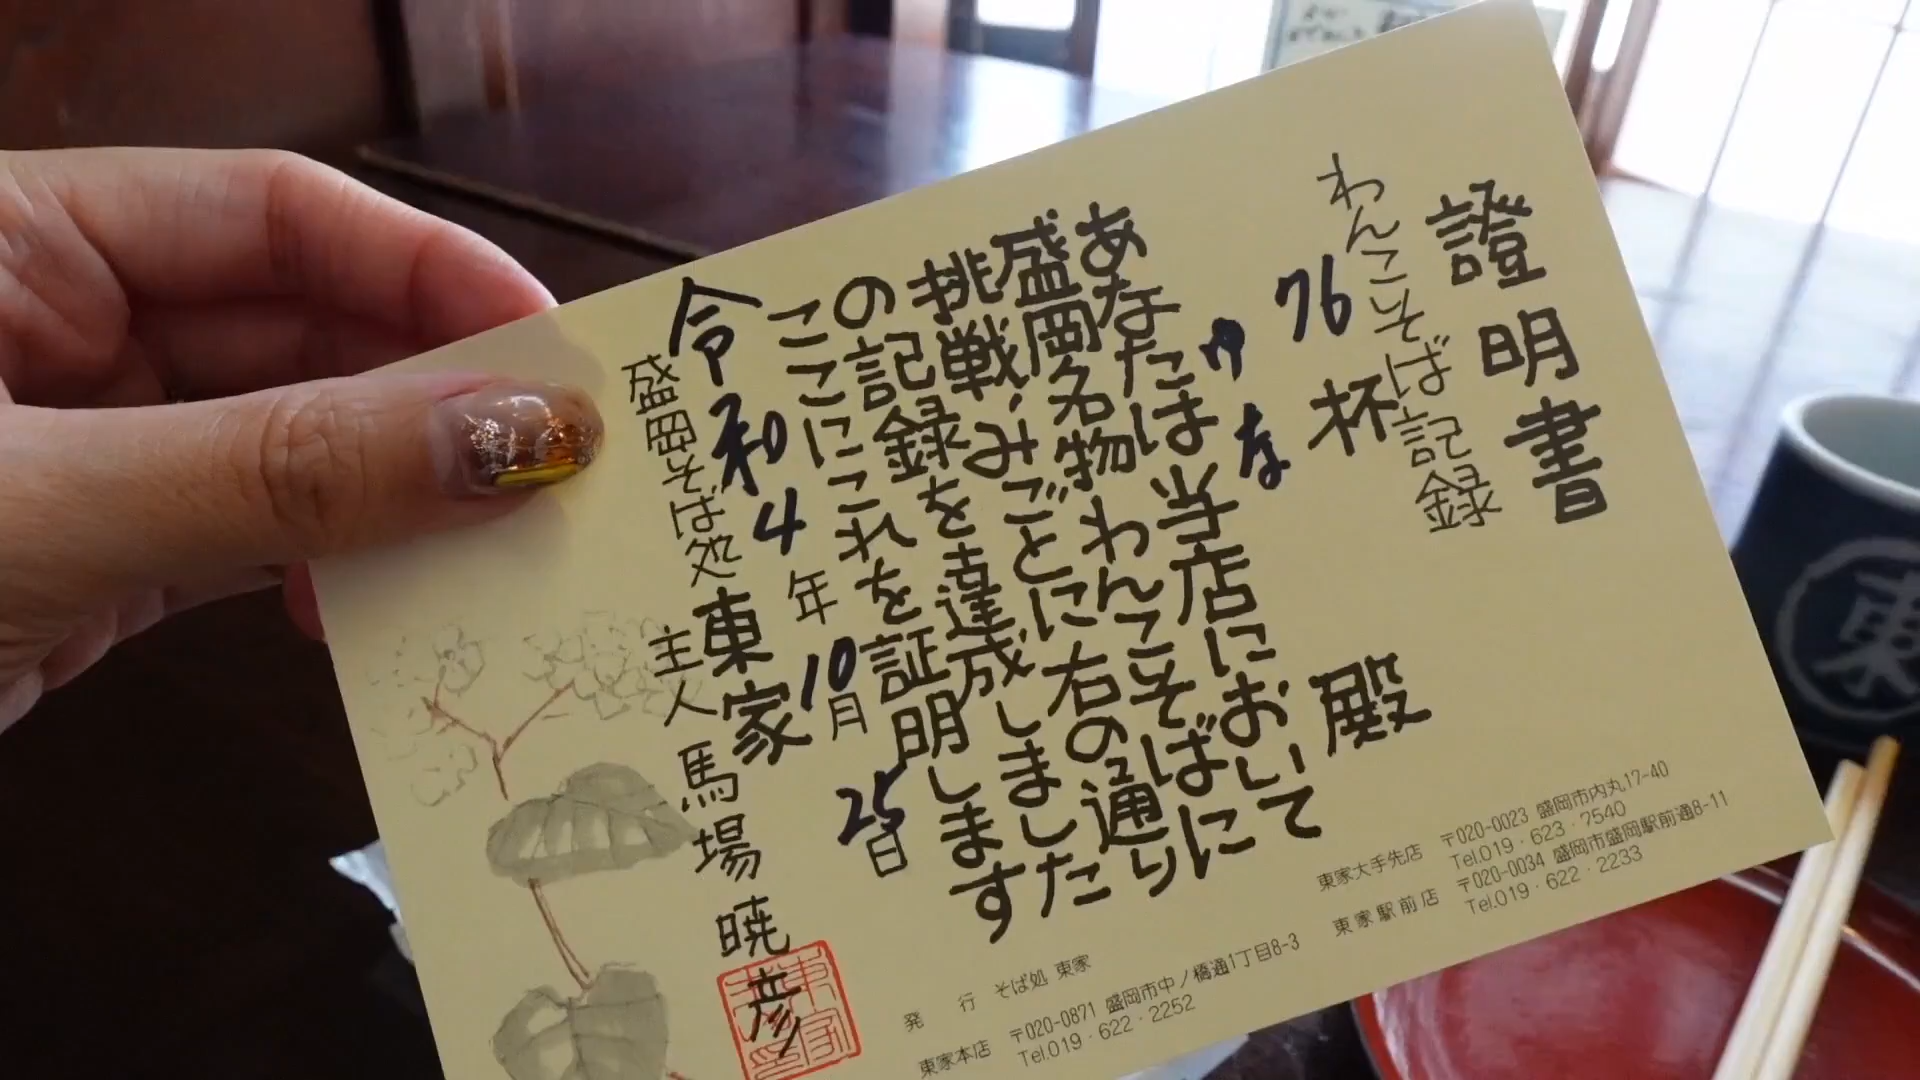 證明書
わんこそば記録
76杯
ゆな 殿
あなたは当店において
盛岡名物わんこそばに
挑戦、みごとに右の通り
の記録を達成しました
ここにこれを証明します
令和4年10月25日
盛岡そば処 東家
主人 馬場暁彦
発行 そば処 東家
東家本店 〒020-0871 盛岡市中ノ橋通1丁目8-3
Tel.019・622・2252
東家大手先店 〒020-0023 盛岡市内丸17-40
Tel.019・623・7540
東家駅前店 〒020-0034 盛岡市盛岡駅前通8-11
Tel.019・622・2233
東